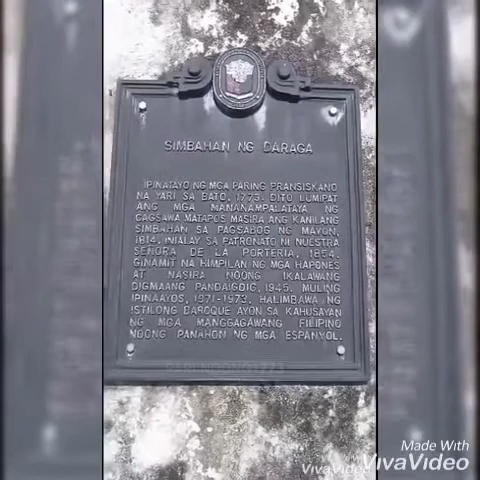 SIMBAHAN NG DARAGA
IPINATAYO NG MGA PARING PRANSISKANO
NA YARI SA BATO, 1773. DITO LUMIPAT
ANG MGA MANANAMPALATAYA NG
CAGSAWA MATAPOS MASIRA ANG KANILANG
SIMBAHAN SA PAGSABOG NG MAYON,
1814. INIALAY SA PATRONATO NI NUESTRA
SEÑORA DE LA PORTERIA, 1854.
GINAMIT NA HIMPILAN NG MGA HAPONES
AT NASIRA NOONG IKALAWANG
DIGMAANG PANDAIGDIG, 1945. MULING
IPINAAYOS, 1971-1973. HALIMBAWA NG
ISTILONG BAROQUE AYON SA KAHUSAYAN
NG MGA MANGGAGAWANG FILIPINO
NOONG PANAHON NG MGA ESPANYOL.
Made With
VivaVideo
VivaVideo